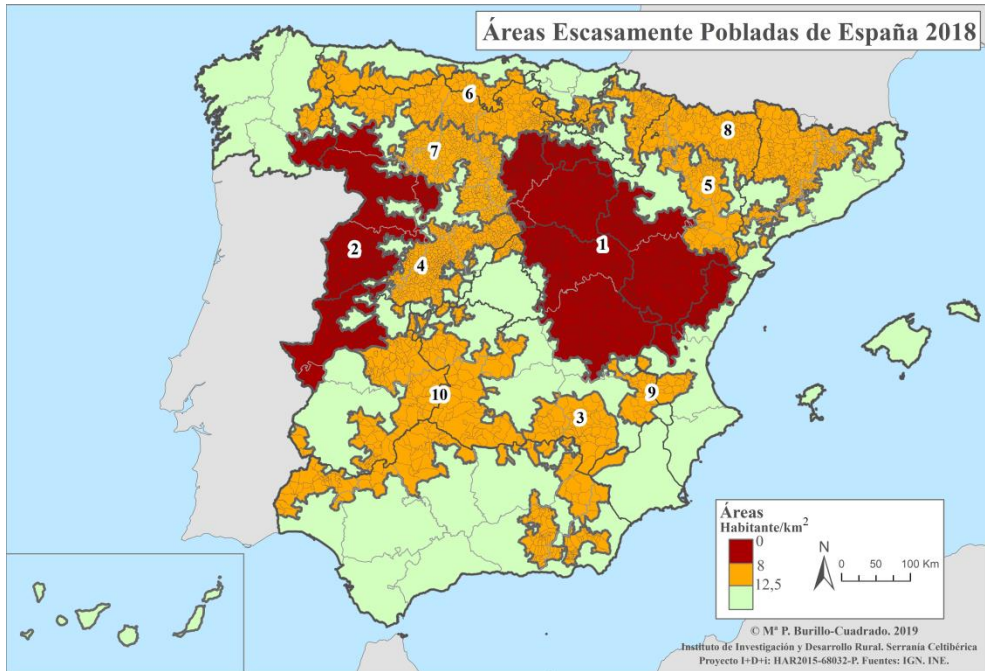 Áreas Escasamente Pobladas de España 2018
6
8
7
5
1
2
4
9
10
3
Áreas
Habitante/km²
0
8
12,5
N
0 50 100 Km
© Mª P. Burillo-Cuadrado. 2019
Instituto de Investigación y Desarrollo Rural. Serranía Celtibérica
Proyecto I+D+i: HAR2015-68032-P. Fuentes: IGN. INE.